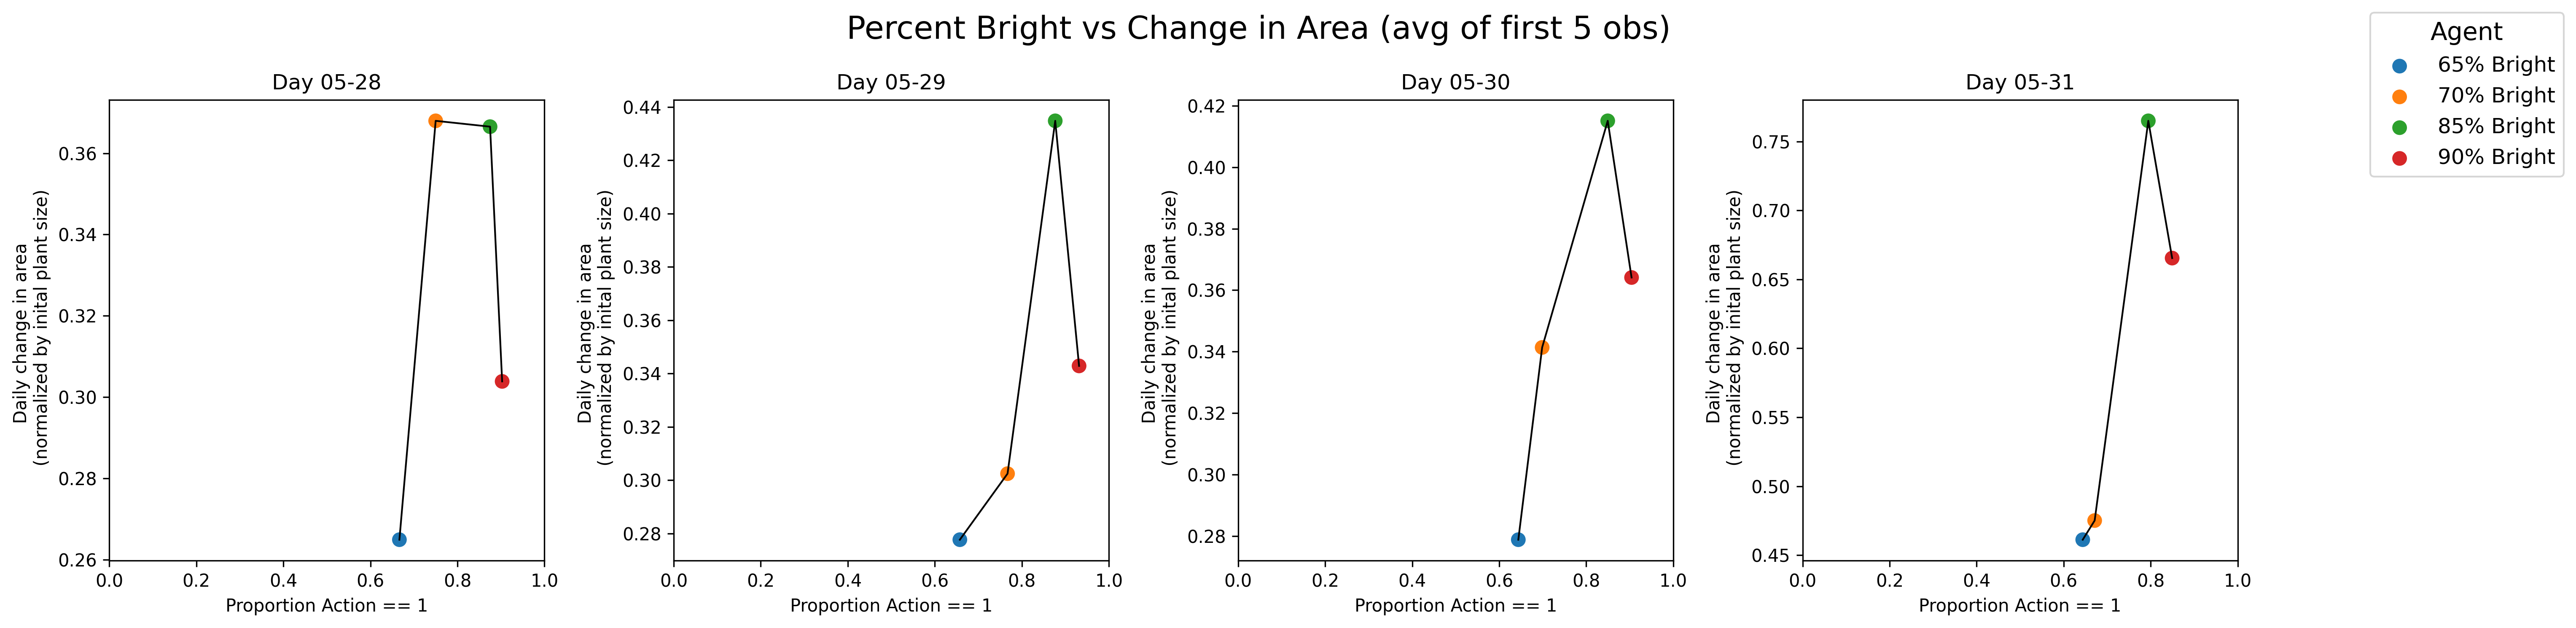 Percent Bright vs Change in Area (avg of first 5 obs)
Agent
65% Bright
70% Bright
85% Bright
90% Bright
Day 05-28
Daily change in area
(normalized by inital plant size)
0.36
0.34
0.32
0.30
0.28
0.26
0.0 0.2 0.4 0.6 0.8 1.0
Proportion Action == 1
Day 05-29
Daily change in area
(normalized by inital plant size)
0.44
0.42
0.40
0.38
0.36
0.34
0.32
0.30
0.28
0.0 0.2 0.4 0.6 0.8 1.0
Proportion Action == 1
Day 05-30
Daily change in area
(normalized by inital plant size)
0.42
0.40
0.38
0.36
0.34
0.32
0.30
0.28
0.0 0.2 0.4 0.6 0.8 1.0
Proportion Action == 1
Day 05-31
Daily change in area
(normalized by inital plant size)
0.75
0.70
0.65
0.60
0.55
0.50
0.45
0.0 0.2 0.4 0.6 0.8 1.0
Proportion Action == 1